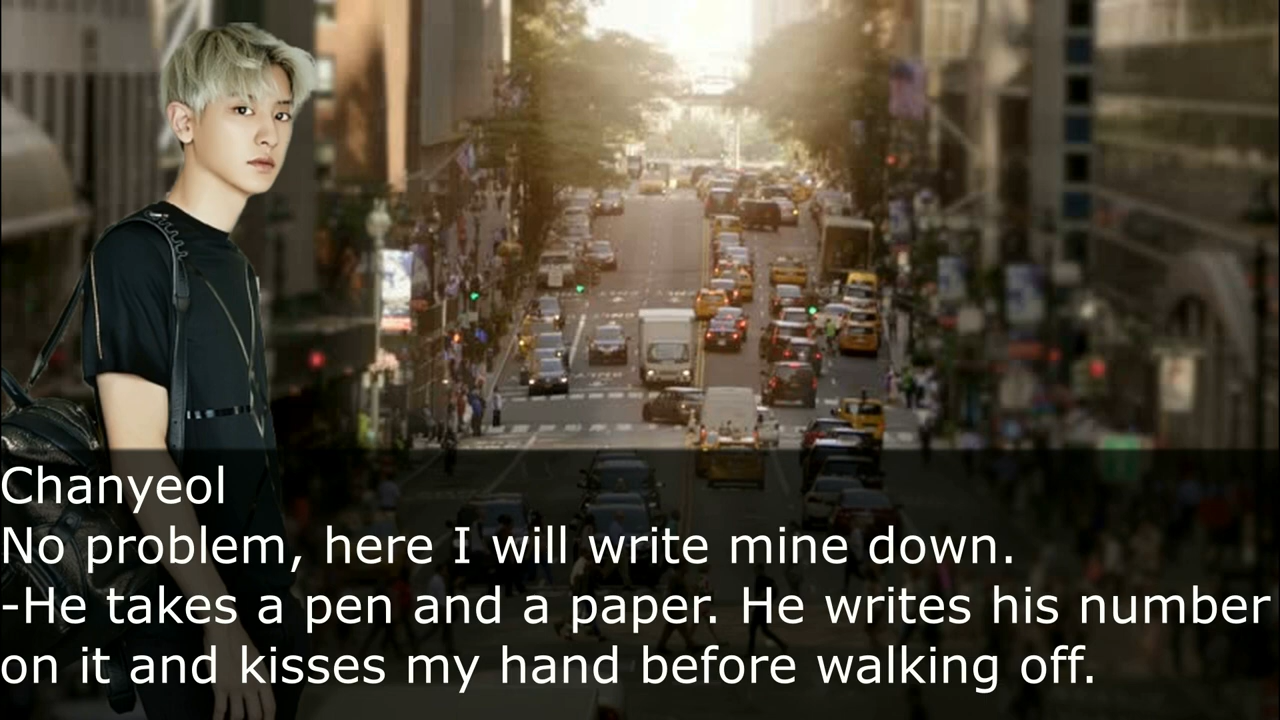 Chanyeol
No problem, here I will write mine down.
-He takes a pen and a paper. He writes his number
on it and kisses my hand before walking off.